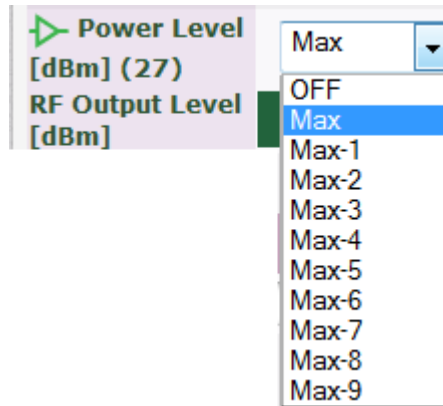 Power Level
[dBm] (27)
RF Output Level
[dBm]
Max
OFF
Max
Max-1
Max-2
Max-3
Max-4
Max-5
Max-6
Max-7
Max-8
Max-9